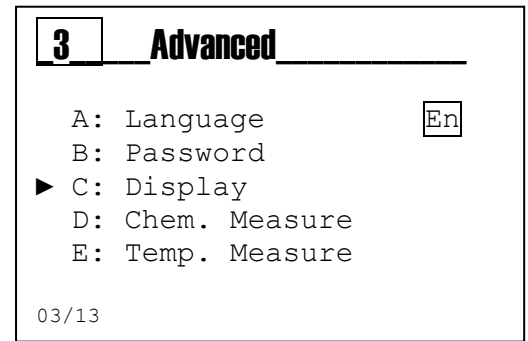 3 Advanced
A: Language En
B: Password
► C: Display
D: Chem. Measure
E: Temp. Measure
03/13